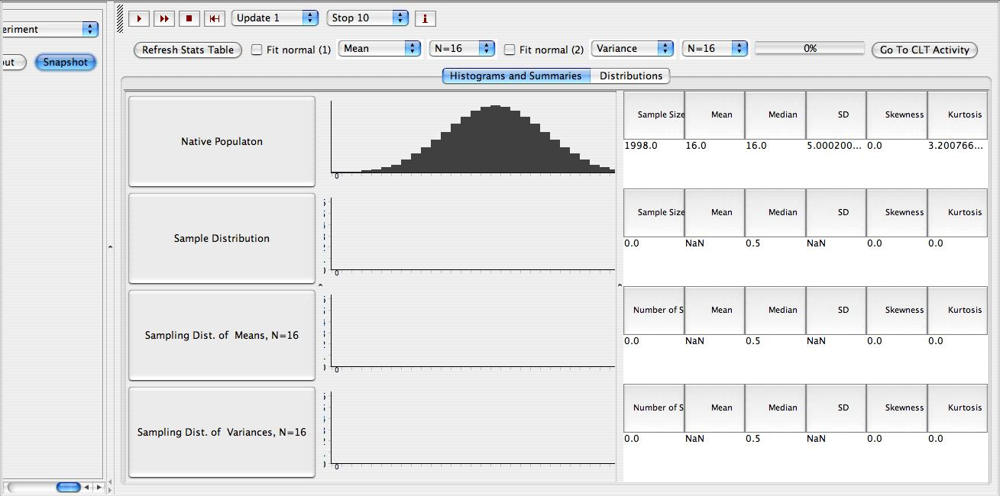 Update 1 Stop 10 i
eriment
Refresh Stats Table Fit normal (1) Mean N=16 Fit normal (2) Variance N=16 0% Go To CLT Activity
ut Snapshot
Histograms and Summaries Distributions
Native Populaton
0
Sample Size Mean Median SD Skewness Kurtosis
1998.0 16.0 16.0 5.000200... 0.0 3.200766...
Sample Distribution
0
Sample Size Mean Median SD Skewness Kurtosis
0.0 NaN 0.5 NaN 0.0 0.0
Sampling Dist. of Means, N=16
0
Number of S Mean Median SD Skewness Kurtosis
0.0 NaN 0.5 NaN 0.0 0.0
Sampling Dist. of Variances, N=16
0
Number of S Mean Median SD Skewness Kurtosis
0.0 NaN 0.5 NaN 0.0 0.0